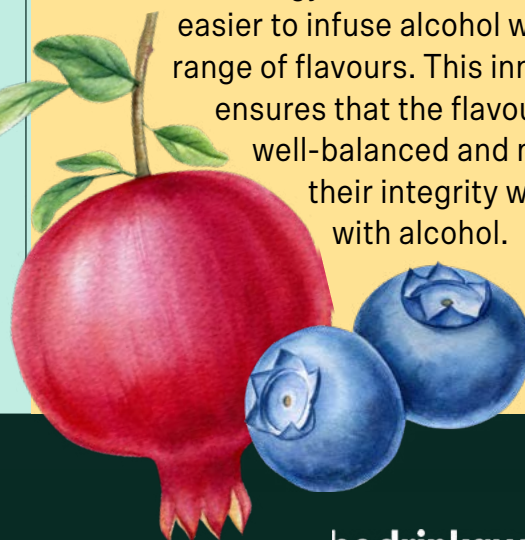 easier to infuse alcohol w
range of flavours. This inn
ensures that the flavou
well-balanced and
their integrity w
with alcohol.